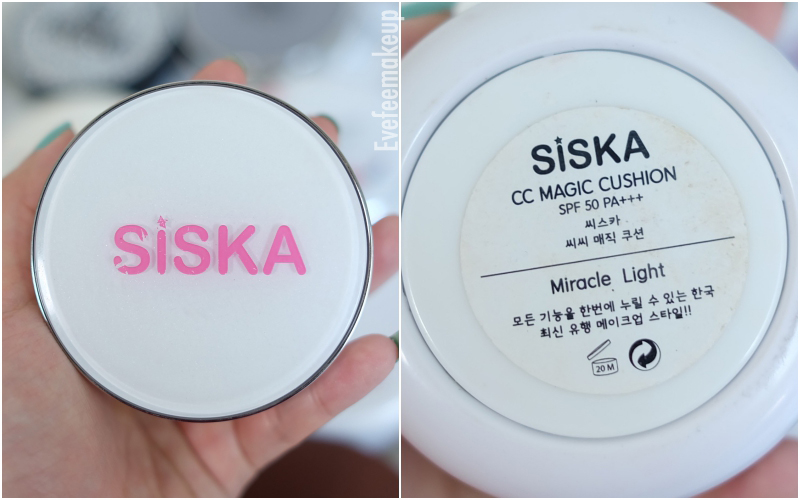 Evefeemakeup
SiSKA
SiSKA
CC MAGIC CUSHION
SPF 50 PA+++
씨스카
씨씨 매직 쿠션
Miracle Light
모든 기능을 한번에 누릴 수 있는 한국
최신 유행 메이크업 스타일!!
20 M